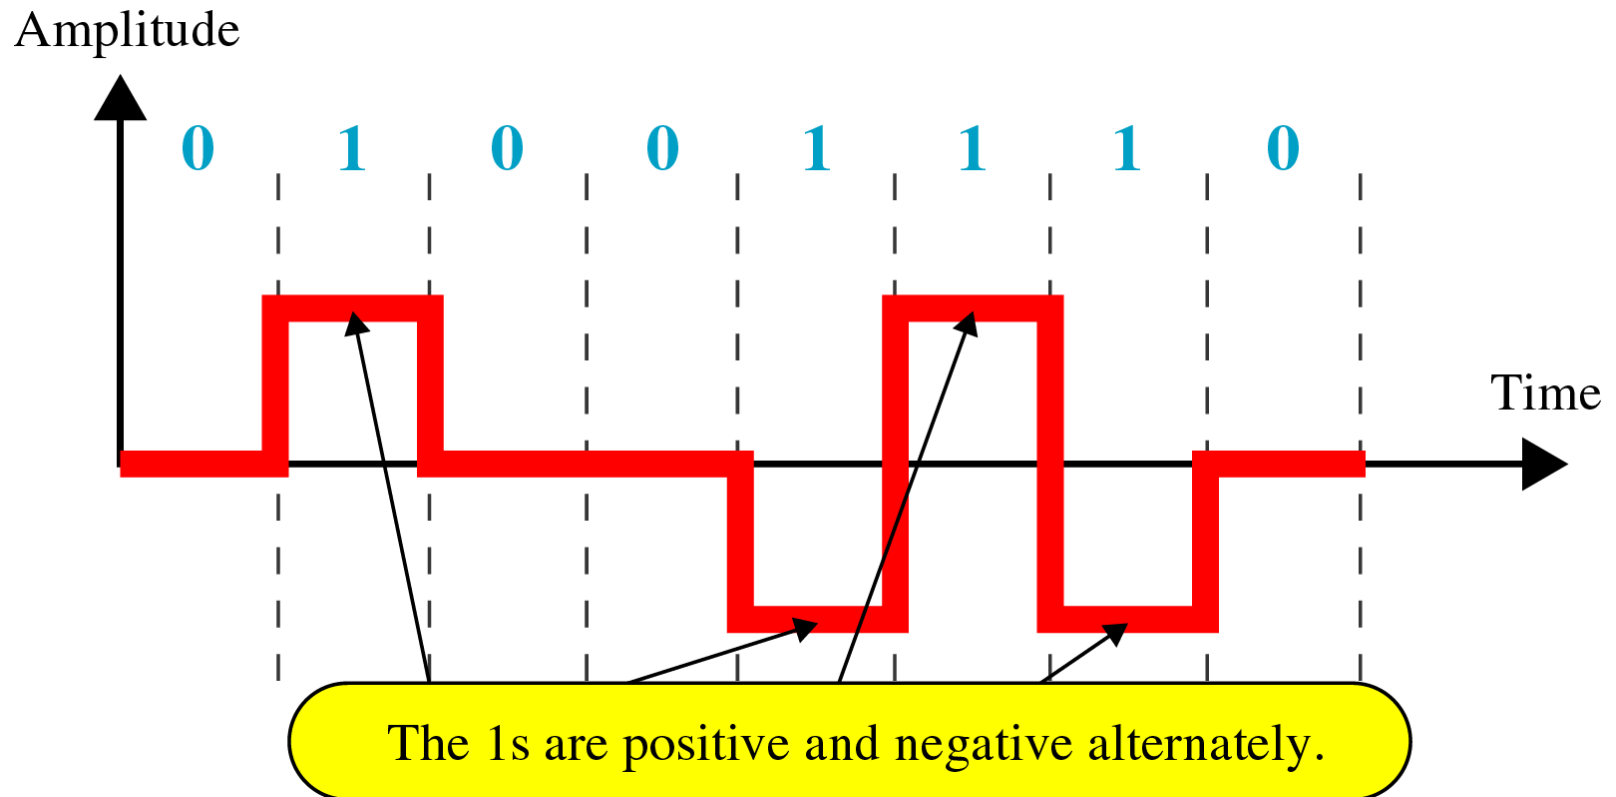 Amplitude
0 1 0 0 1 1 1 0
Time
The 1s are positive and negative alternately.